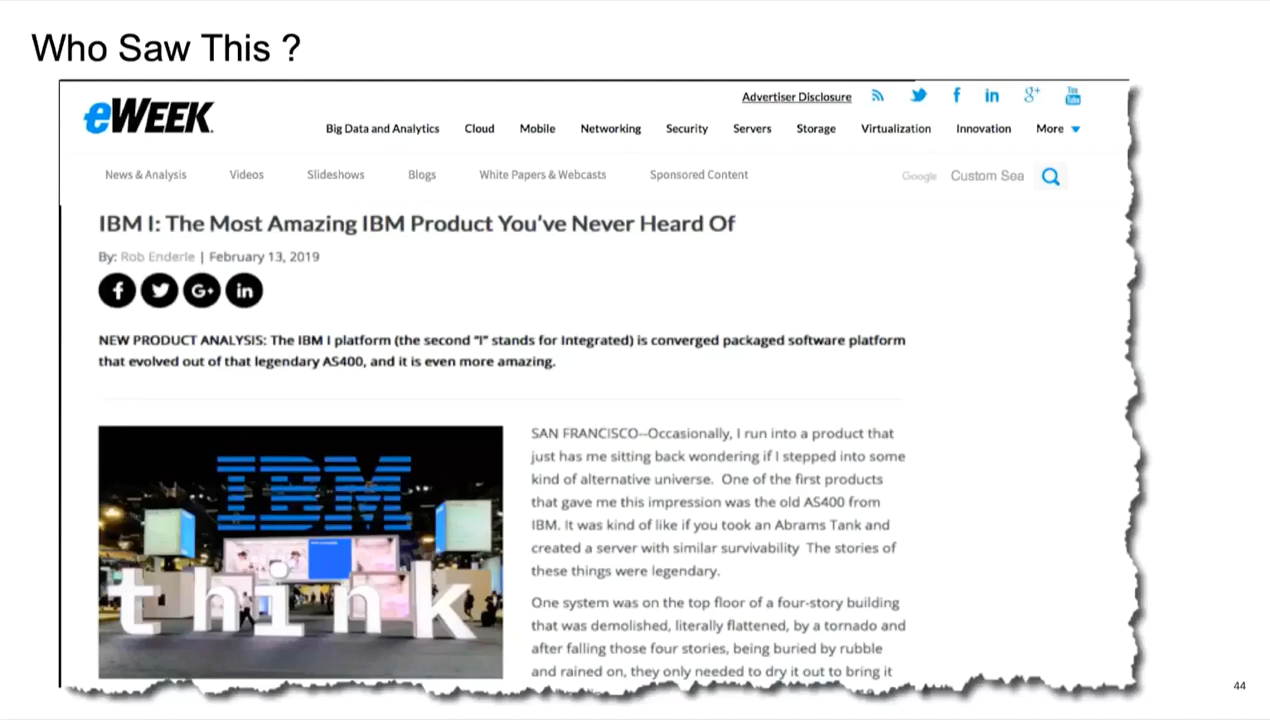 Who Saw This ?
eWEEK.
Advertiser Disclosure
f in g+ You Tube
Big Data and Analytics Cloud Mobile Networking Security Servers Storage Virtualization Innovation More
News & Analysis Videos Slideshows Blogs White Papers & Webcasts Sponsored Content Google Custom Sea
IBM I: The Most Amazing IBM Product You've Never Heard Of
By: Rob Enderle | February 13, 2019
f G+ in
NEW PRODUCT ANALYSIS: The IBM I platform (the second "I" stands for Integrated) is converged packaged software platform
that evolved out of that legendary AS400, and it is even more amazing.
IBM
think
SAN FRANCISCO--Occasionally, I run into a product that
just has me sitting back wondering if I stepped into some
kind of alternative universe. One of the first products
that gave me this impression was the old AS400 from
IBM. It was kind of like if you took an Abrams Tank and
created a server with similar survivability The stories of
these things were legendary.
One system was on the top floor of a four-story building
that was demolished, literally flattened, by a tornado and
after falling those four stories, being buried by rubble
and rained on, they only needed to dry it out to bring it
44